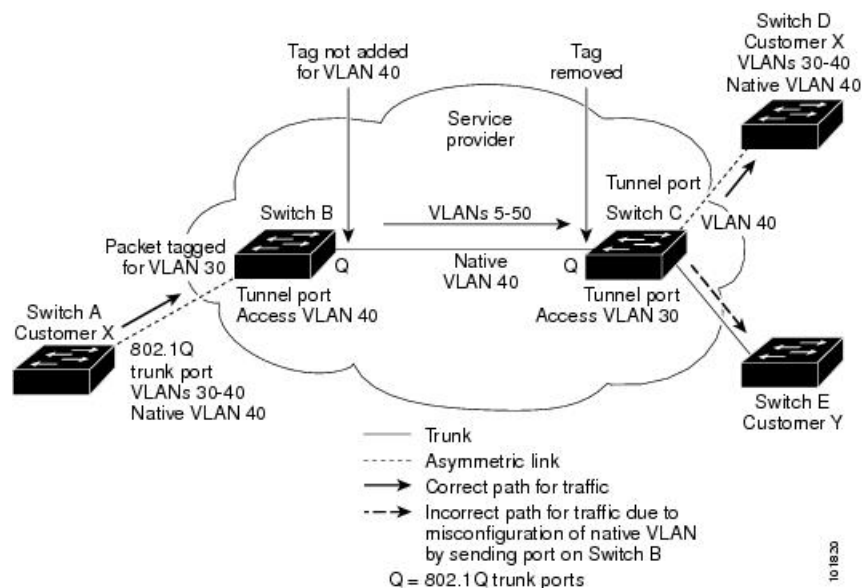 Tag not added
for VLAN 40
Tag
removed
Switch D
Customer X
VLANs 30-40
Native VLAN 40
Service
provider
Tunnel port
Switch B
VLANs 5-50
Switch C
VLAN 40
Packet tagged
for VLAN 30
Q
Native
VLAN 40
Q
Switch A
Customer X
Tunnel port
Access VLAN 40
Tunnel port
Access VLAN 30
802.1Q
trunk port
VLANs 30-40
Native VLAN 40
Switch E
Customer Y
Trunk
Asymmetric link
Correct path for traffic
Incorrect path for traffic due to
misconfiguration of native VLAN
by sending port on Switch B
Q = 802.1Q trunk ports
101820